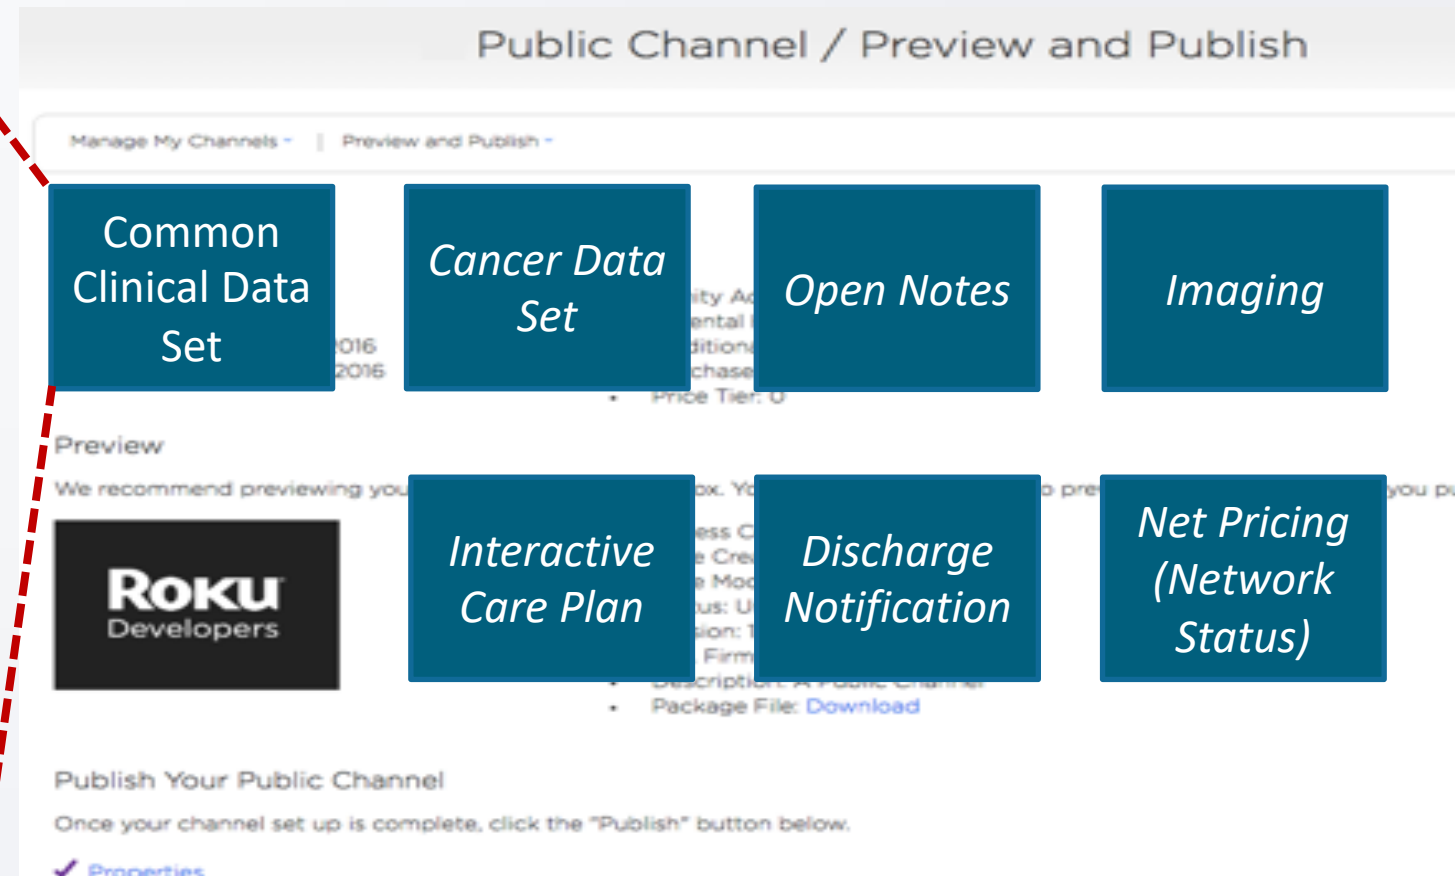 Public Channel / Preview and Publish
Manage My Channels | Preview and Publish
Common
Clinical Data
Set
Cancer Data
Set
Open Notes
Imaging
2016
2016
Price Tier: 0
Preview
We recommend previewing
Roku
Developers
Interactive
Care Plan
Discharge
Notification
Net Pricing
(Network
Status)
Description: A Public Channel
Package File: Download
Publish Your Public Channel
Once your channel set up is complete, click the "Publish" button below.
Properties